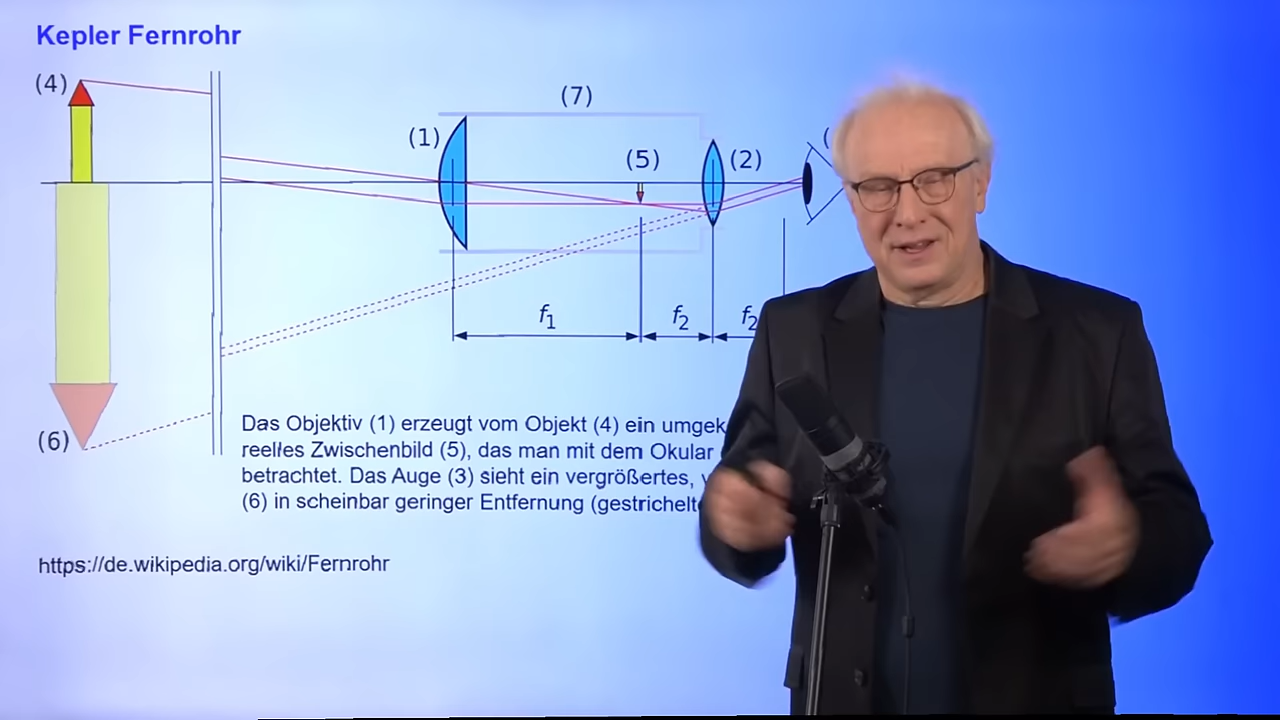 Kepler Fernrohr
(4)
(7)
(1)
(5)
(2)
f1
f2
f2
(6)
Das Objektiv (1) erzeugt vom Objekt (4) ein umgek
reelles Zwischenbild (5), das man mit dem Okular
betrachtet. Das Auge (3) sieht ein vergrößertes, v
(6) in scheinbar geringer Entfernung (gestrichelt
https://de.wikipedia.org/wiki/Fernrohr